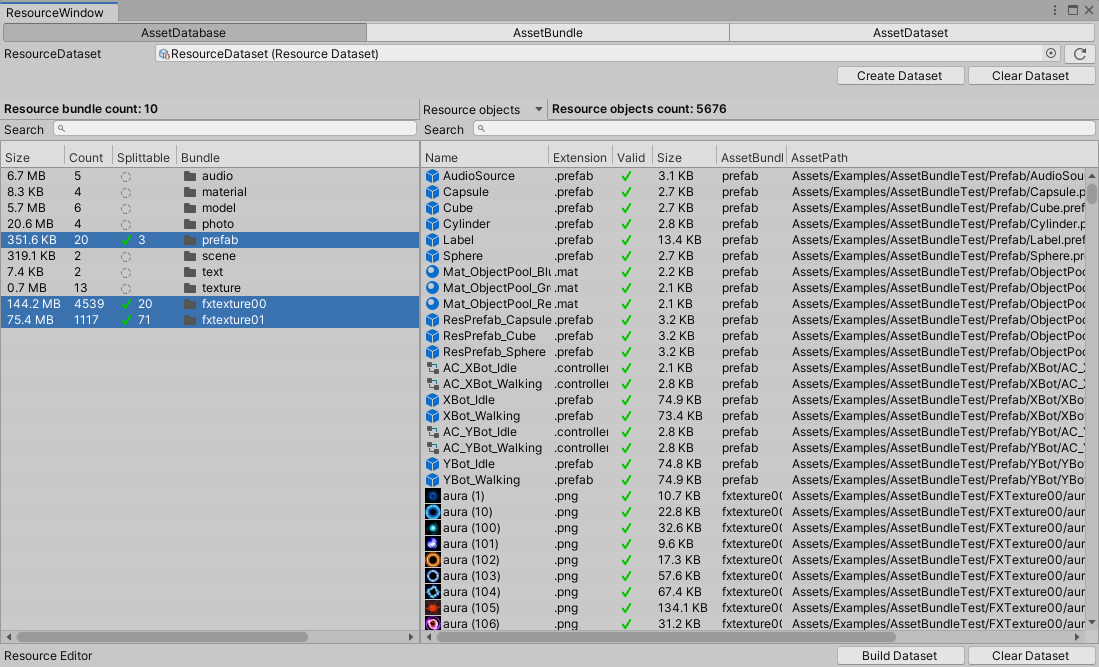 ResourceWindow
AssetDatabase AssetBundle AssetDataset
ResourceDataset ResourceDataset (Resource Dataset)
Create Dataset Clear Dataset
Resource bundle count: 10
Search
Size Count Splittable Bundle
6.7 MB 5 audio
8.3 KB 4 material
5.7 MB 6 model
20.6 MB 4 photo
351.6 KB 20 3 prefab
319.1 KB 2 scene
7.4 KB 2 text
0.7 MB 13 texture
144.2 MB 4539 20 fxtexture00
75.4 MB 1117 71 fxtexture01
Resource objects Resource objects count: 5676
Search
Name Extension Valid Size AssetBundl AssetPath
AudioSource .prefab 3.1 KB prefab Assets/Examples/AssetBundleTest/Prefab/AudioSou
Capsule .prefab 2.7 KB prefab Assets/Examples/AssetBundleTest/Prefab/Capsule.p
Cube .prefab 2.7 KB prefab Assets/Examples/AssetBundleTest/Prefab/Cube.pref
Cylinder .prefab 2.8 KB prefab Assets/Examples/AssetBundleTest/Prefab/Cylinder.p
Label .prefab 13.4 KB prefab Assets/Examples/AssetBundleTest/Prefab/Label.pref
Sphere .prefab 2.7 KB prefab Assets/Examples/AssetBundleTest/Prefab/Sphere.pr
Mat_ObjectPool_Bl .mat 2.2 KB prefab Assets/Examples/AssetBundleTest/Prefab/ObjectPoo
Mat_ObjectPool_Gr .mat 2.1 KB prefab Assets/Examples/AssetBundleTest/Prefab/ObjectPoo
Mat_ObjectPool_Re .mat 2.1 KB prefab Assets/Examples/AssetBundleTest/Prefab/ObjectPoo
ResPrefab_Capsule .prefab 3.2 KB prefab Assets/Examples/AssetBundleTest/Prefab/ObjectPoo
ResPrefab_Cube .prefab 3.2 KB prefab Assets/Examples/AssetBundleTest/Prefab/ObjectPoo
ResPrefab_Sphere .prefab 3.2 KB prefab Assets/Examples/AssetBundleTest/Prefab/ObjectPoo
AC_XBot_Idle .controller 2.1 KB prefab Assets/Examples/AssetBundleTest/Prefab/XBot/AC_
AC_XBot_Walking .controller 2.8 KB prefab Assets/Examples/AssetBundleTest/Prefab/XBot/AC_
XBot_Idle .prefab 74.9 KB prefab Assets/Examples/AssetBundleTest/Prefab/XBot/XBo
XBot_Walking .prefab 73.4 KB prefab Assets/Examples/AssetBundleTest/Prefab/XBot/XBo
AC_YBot_Idle .controller 2.8 KB prefab Assets/Examples/AssetBundleTest/Prefab/YBot/AC_
AC_YBot_Walking .controller 2.8 KB prefab Assets/Examples/AssetBundleTest/Prefab/YBot/AC_
YBot_Idle .prefab 74.8 KB prefab Assets/Examples/AssetBundleTest/Prefab/YBot/YBo
YBot_Walking .prefab 74.9 KB prefab Assets/Examples/AssetBundleTest/Prefab/YBot/YBo
aura (1) .png 10.7 KB fxtexture0 Assets/Examples/AssetBundleTest/FXTexture00/aur
aura (10) .png 22.8 KB fxtexture0 Assets/Examples/AssetBundleTest/FXTexture00/aur
aura (100) .png 32.6 KB fxtexture0 Assets/Examples/AssetBundleTest/FXTexture00/aur
aura (101) .png 9.6 KB fxtexture0 Assets/Examples/AssetBundleTest/FXTexture00/aur
aura (102) .png 17.3 KB fxtexture0 Assets/Examples/AssetBundleTest/FXTexture00/aur
aura (103) .png 57.6 KB fxtexture0 Assets/Examples/AssetBundleTest/FXTexture00/aur
aura (104) .png 67.4 KB fxtexture0 Assets/Examples/AssetBundleTest/FXTexture00/aur
aura (105) .png 134.1 KB fxtexture0 Assets/Examples/AssetBundleTest/FXTexture00/aur
aura (106) .png 31.2 KB fxtexture0 Assets/Examples/AssetBundleTest/FXTexture00/aur
Resource Editor Build Dataset Clear Dataset